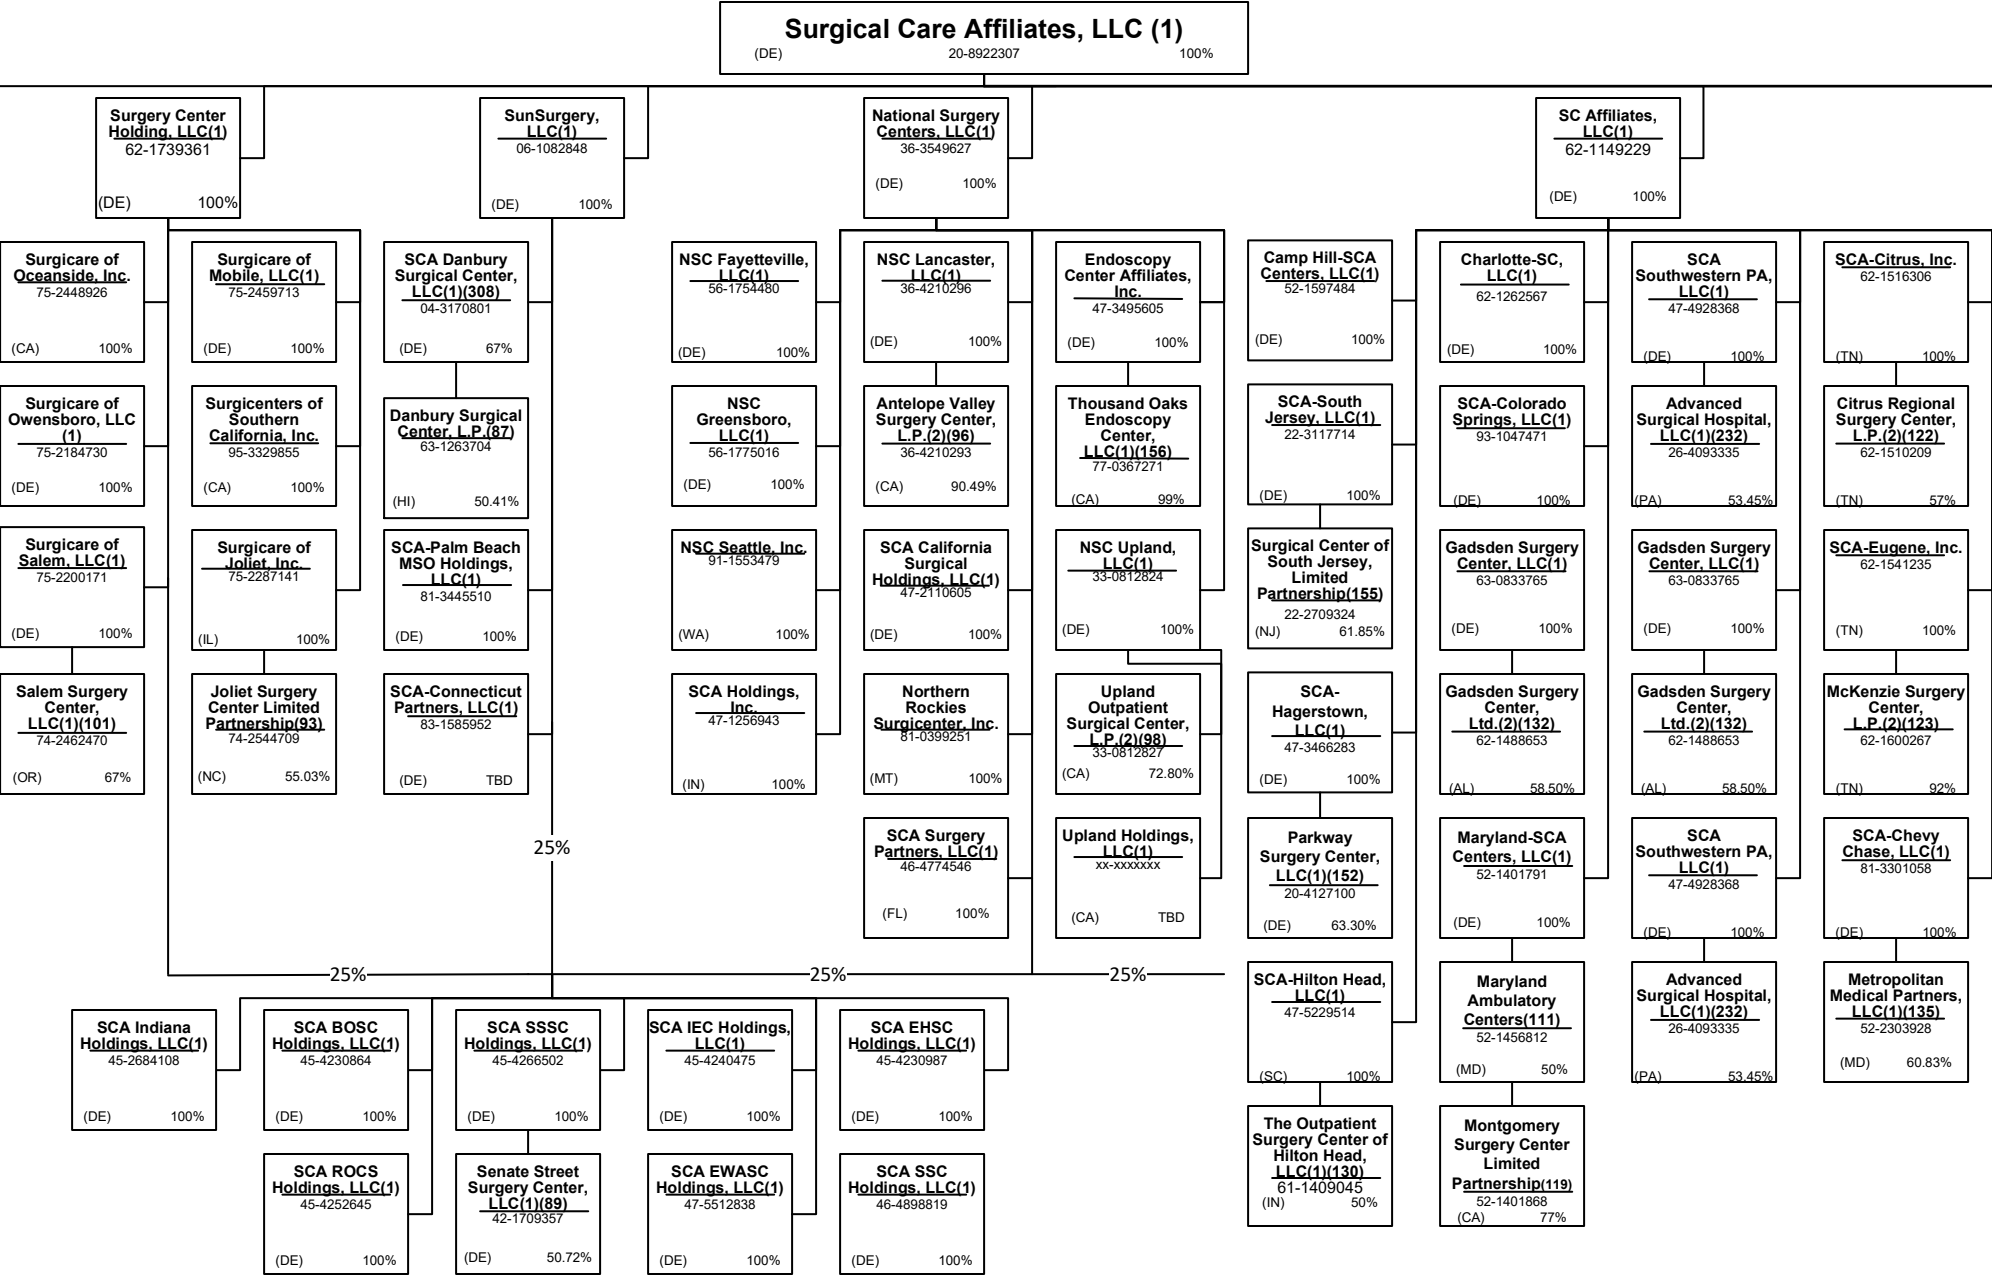 Surgical Care Affiliates, LLC (1)
(DE) 20-8922307 100%
Surgery Center
Holding, LLC(1)
62-1739361
(DE) 100%
SunSurgery,
LLC(1)
06-1082848
(DE) 100%
National Surgery
Centers, LLC(1)
36-3549627
(DE) 100%
SC Affiliates,
LLC(1)
62-1149229
(DE) 100%
Surgicare of
Oceanside, Inc.
75-2448926
(CA) 100%
Surgicare of
Mobile, LLC(1)
75-2459713
(DE) 100%
SCA Danbury
Surgical Center,
LLC(1)(308)
04-3170801
(DE) 67%
NSC Fayetteville,
LLC(1)
56-1754480
(DE) 100%
NSC Lancaster,
LLC(1)
36-4210296
(DE) 100%
Endoscopy
Center Affiliates,
Inc.
47-3495605
(DE) 100%
Camp Hill-SCA
Centers, LLC(1)
52-1597484
(DE) 100%
Charlotte-SC,
LLC(1)
62-1262567
(DE) 100%
SCA
Southwestern PA,
LLC(1)
47-4928368
(DE) 100%
SCA-Citrus, Inc.
62-1516306
(TN) 100%
Surgicare of
Owensboro, LLC
(1)
75-2184730
(DE) 100%
Surgicenters of
Southern
California, Inc.
95-3329855
(CA) 100%
Danbury Surgical
Center, L.P.(87)
63-1263704
(HI) 50.41%
NSC
Greensboro,
LLC(1)
56-1775016
(DE) 100%
Antelope Valley
Surgery Center,
L.P.(2)(96)
36-4210293
(CA) 90.49%
Thousand Oaks
Endoscopy
Center,
LLC(1)(156)
77-0367271
(CA) 99%
SCA-South
Jersey, LLC(1)
22-3117714
(DE) 100%
SCA-Colorado
Springs, LLC(1)
93-1047471
(DE) 100%
Advanced
Surgical Hospital,
LLC(1)(232)
26-4093335
(PA) 53.45%
Citrus Regional
Surgery Center,
L.P.(2)(122)
62-1510209
(TN) 57%
Surgicare of
Salem, LLC(1)
75-2200171
(DE) 100%
Surgicare of
Joliet, Inc.
75-2287141
(IL) 100%
SCA-Palm Beach
MSO Holdings,
LLC(1)
81-3445510
(DE) 100%
NSC Seattle, Inc.
91-1553479
(WA) 100%
SCA California
Surgical
Holdings, LLC(1)
47-2110605
(DE) 100%
NSC Upland,
LLC(1)
33-0812824
(DE) 100%
Surgical Center of
South Jersey,
Limited
Partnership(155)
22-2709324
(NJ) 61.85%
Gadsden Surgery
Center, LLC(1)
63-0833765
(DE) 100%
Gadsden Surgery
Center, LLC(1)
63-0833765
(DE) 100%
SCA-Eugene, Inc.
62-1541235
(TN) 100%
Salem Surgery
Center,
LLC(1)(101)
74-2462470
(OR) 67%
Joliet Surgery
Center Limited
Partnership(93)
74-2544709
(NC) 55.03%
SCA-Connecticut
Partners, LLC(1)
83-1585952
(DE) TBD
SCA Holdings,
Inc.
47-1256943
(IN) 100%
Northern
Rockies
Surgicenter, Inc.
81-0399251
(MT) 100%
Upland
Outpatient
Surgical Center,
L.P.(2)(98)
33-0812827
(CA) 72.80%
SCA-
Hagerstown,
LLC(1)
47-3466283
(DE) 100%
Gadsden Surgery
Center,
Ltd.(2)(132)
62-1488653
(AL) 58.50%
Gadsden Surgery
Center,
Ltd.(2)(132)
62-1488653
(AL) 58.50%
McKenzie Surgery
Center,
L.P.(2)(123)
62-1600267
(TN) 92%
25%
SCA Surgery
Partners, LLC(1)
46-4774546
(FL) 100%
Upland Holdings,
LLC(1)
xx-xxxxxxx
(CA) TBD
Parkway
Surgery Center,
LLC(1)(152)
20-4127100
(DE) 63.30%
Maryland-SCA
Centers, LLC(1)
52-1401791
(DE) 100%
SCA
Southwestern PA,
LLC(1)
47-4928368
(DE) 100%
SCA-Chevy
Chase, LLC(1)
81-3301058
(DE) 100%
25% 25% 25%
SCA-Hilton Head,
LLC(1)
47-5229514
(SC) 100%
Maryland
Ambulatory
Centers(111)
52-1456812
(MD) 50%
Advanced
Surgical Hospital,
LLC(1)(232)
26-4093335
(PA) 53.45%
Metropolitan
Medical Partners,
LLC(1)(135)
52-2303928
(MD) 60.83%
SCA Indiana
Holdings, LLC(1)
45-2684108
(DE) 100%
SCA BOSC
Holdings, LLC(1)
45-4230864
(DE) 100%
SCA SSSC
Holdings, LLC(1)
45-4266502
(DE) 100%
SCA IEC Holdings,
LLC(1)
45-4240475
(DE) 100%
SCA EHSC
Holdings, LLC(1)
45-4230987
(DE) 100%
The Outpatient
Surgery Center of
Hilton Head,
LLC(1)(130)
61-1409045
(IN) 50%
Montgomery
Surgery Center
Limited
Partnership(119)
52-1401868
(CA) 77%
SCA ROCS
Holdings, LLC(1)
45-4252645
(DE) 100%
Senate Street
Surgery Center,
LLC(1)(89)
42-1709357
(DE) 50.72%
SCA EWASC
Holdings, LLC(1)
47-5512838
(DE) 100%
SCA SSC
Holdings, LLC(1)
46-4898819
(DE) 100%